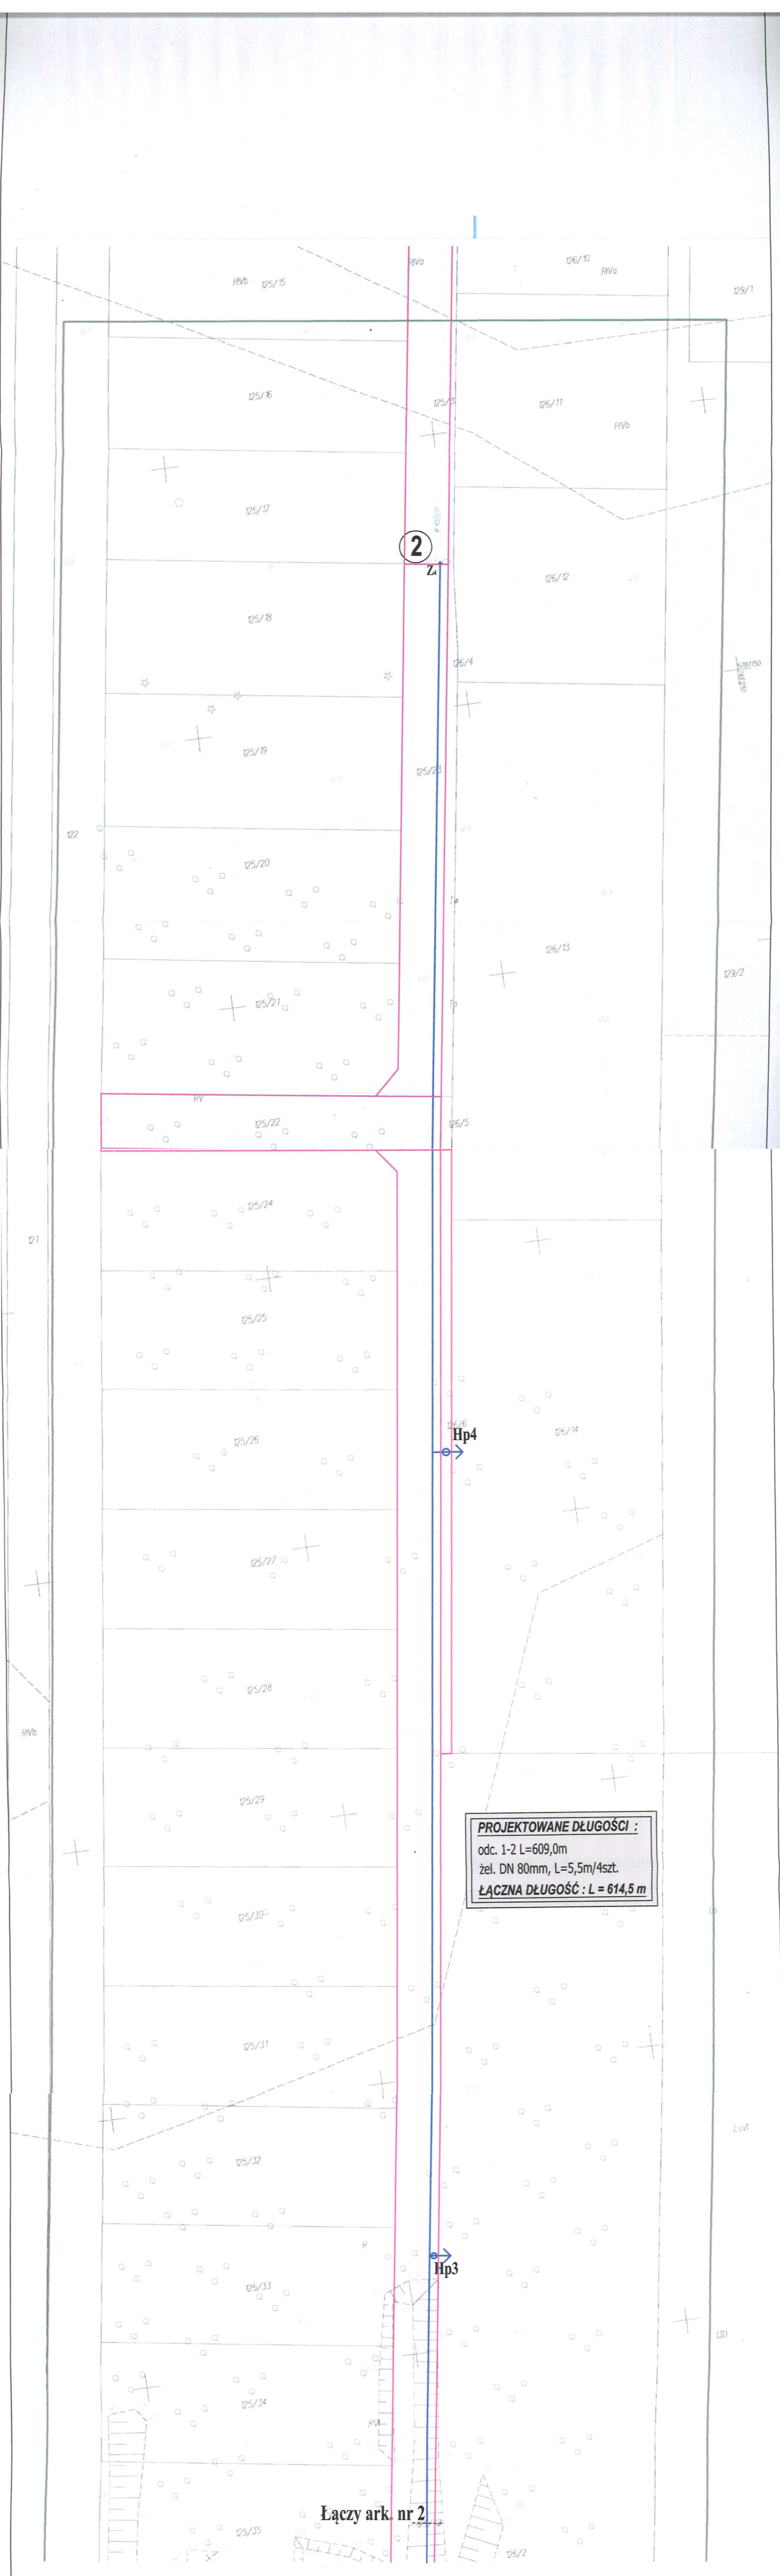 RIVb 125/15
RIVa
126/10
RIVa
129/1
125/16
126/11
RIVb
125/17
2
Z
126/12
125/18
126/4
5787750
125/19
125/23
122
125/20
126/13
129/2
125/21
Tp
RV
125/22
126/5
125/24
121
125/25
126/6
Hp4
126/14
125/26
125/27
125/28
RIVb
125/29
PROJEKTOWANE DŁUGOŚCI :
odc. 1-2 L=609,0m
żel. DN 80mm, L=5,5m/4szt.
ŁĄCZNA DŁUGOŚĆ : L = 614,5 m
125/30
125/31
125/32
R
Hp3
125/33
130
125/34
RVI
Łączy ark. nr 2
125/35
126/2